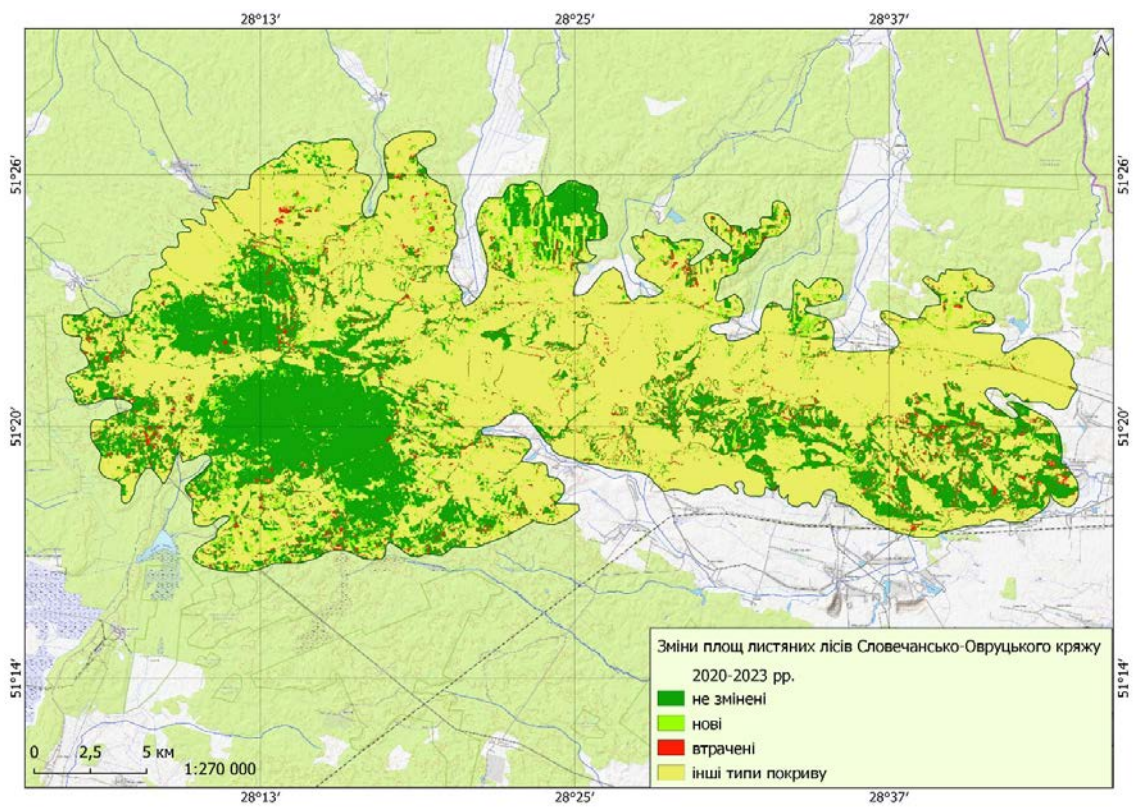 28°13′ 28°25′ 28°37′
51°26′ 51°26′
51°20′ 51°20′
51°14′ 51°14′
Зміни площ листяних лісів Словечансько-Овруцького кряжу
2020-2023 рр.
не змінені
нові
втрачені
інші типи покриву
0 2,5 5 км
1:270 000
28°13′ 28°25′ 28°37′